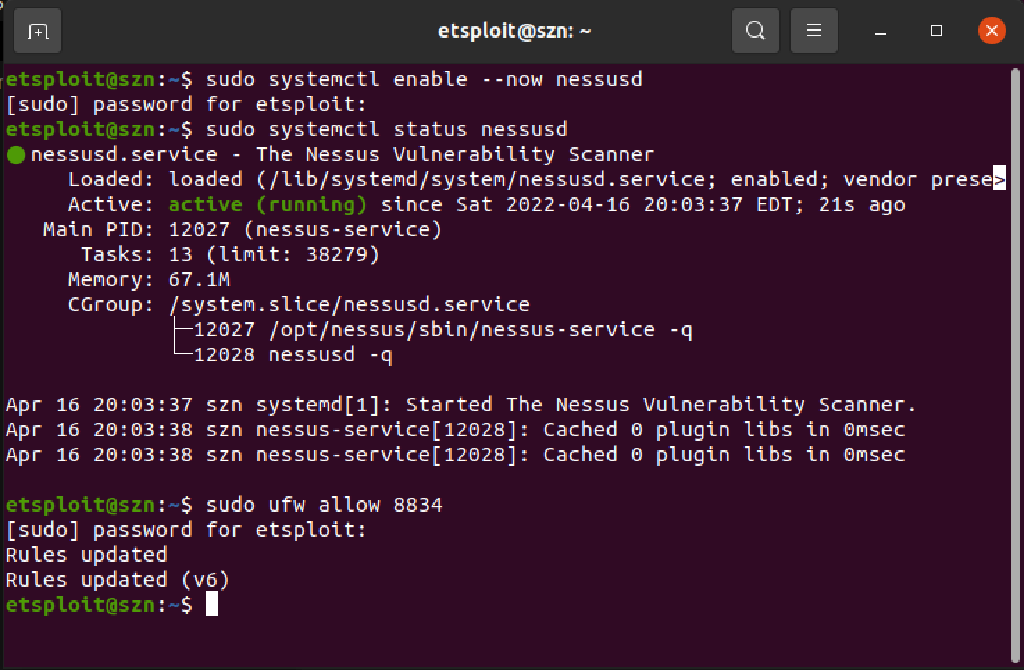 etsploit@szn: ~
etsploit@szn:~$ sudo systemctl enable --now nessusd
[sudo] password for etsploit:
etsploit@szn:~$ sudo systemctl status nessusd
● nessusd.service - The Nessus Vulnerability Scanner
     Loaded: loaded (/lib/systemd/system/nessusd.service; enabled; vendor prese>
     Active: active (running) since Sat 2022-04-16 20:03:37 EDT; 21s ago
   Main PID: 12027 (nessus-service)
      Tasks: 13 (limit: 38279)
     Memory: 67.1M
     CGroup: /system.slice/nessusd.service
             ├─12027 /opt/nessus/sbin/nessus-service -q
             └─12028 nessusd -q
Apr 16 20:03:37 szn systemd[1]: Started The Nessus Vulnerability Scanner.
Apr 16 20:03:38 szn nessus-service[12028]: Cached 0 plugin libs in 0msec
Apr 16 20:03:38 szn nessus-service[12028]: Cached 0 plugin libs in 0msec
etsploit@szn:~$ sudo ufw allow 8834
[sudo] password for etsploit:
Rules updated
Rules updated (v6)
etsploit@szn:~$